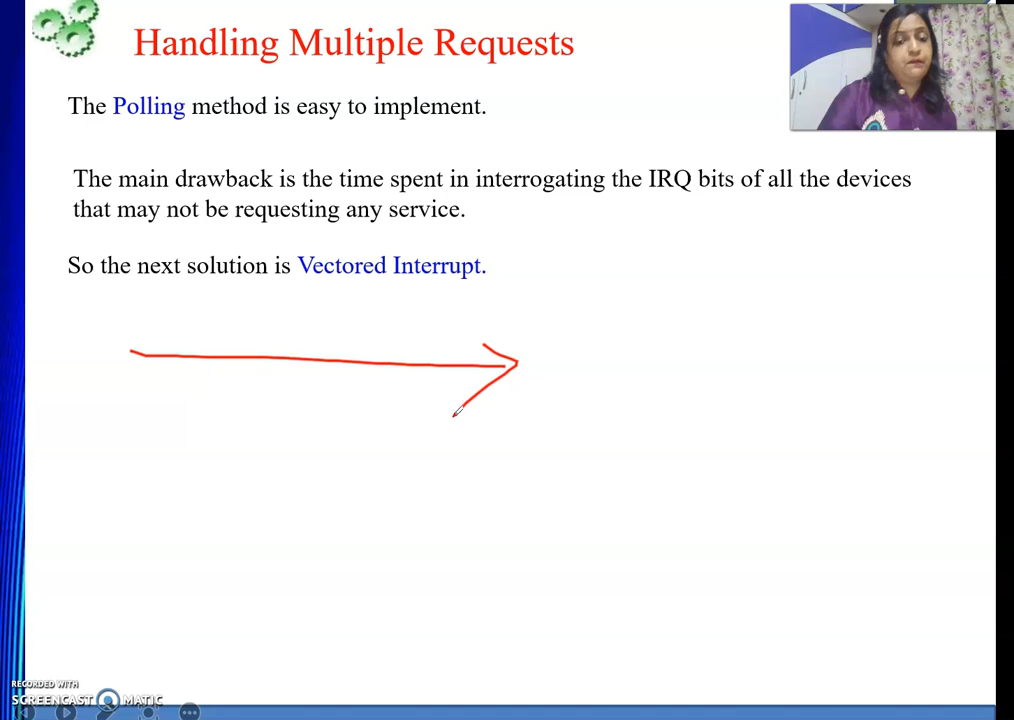 Handling Multiple Requests
The Polling method is easy to implement.
The main drawback is the time spent in interrogating the IRQ bits of all the devices
that may not be requesting any service.
So the next solution is Vectored Interrupt.
RECORDED WITH
SCREENCAST MATIC